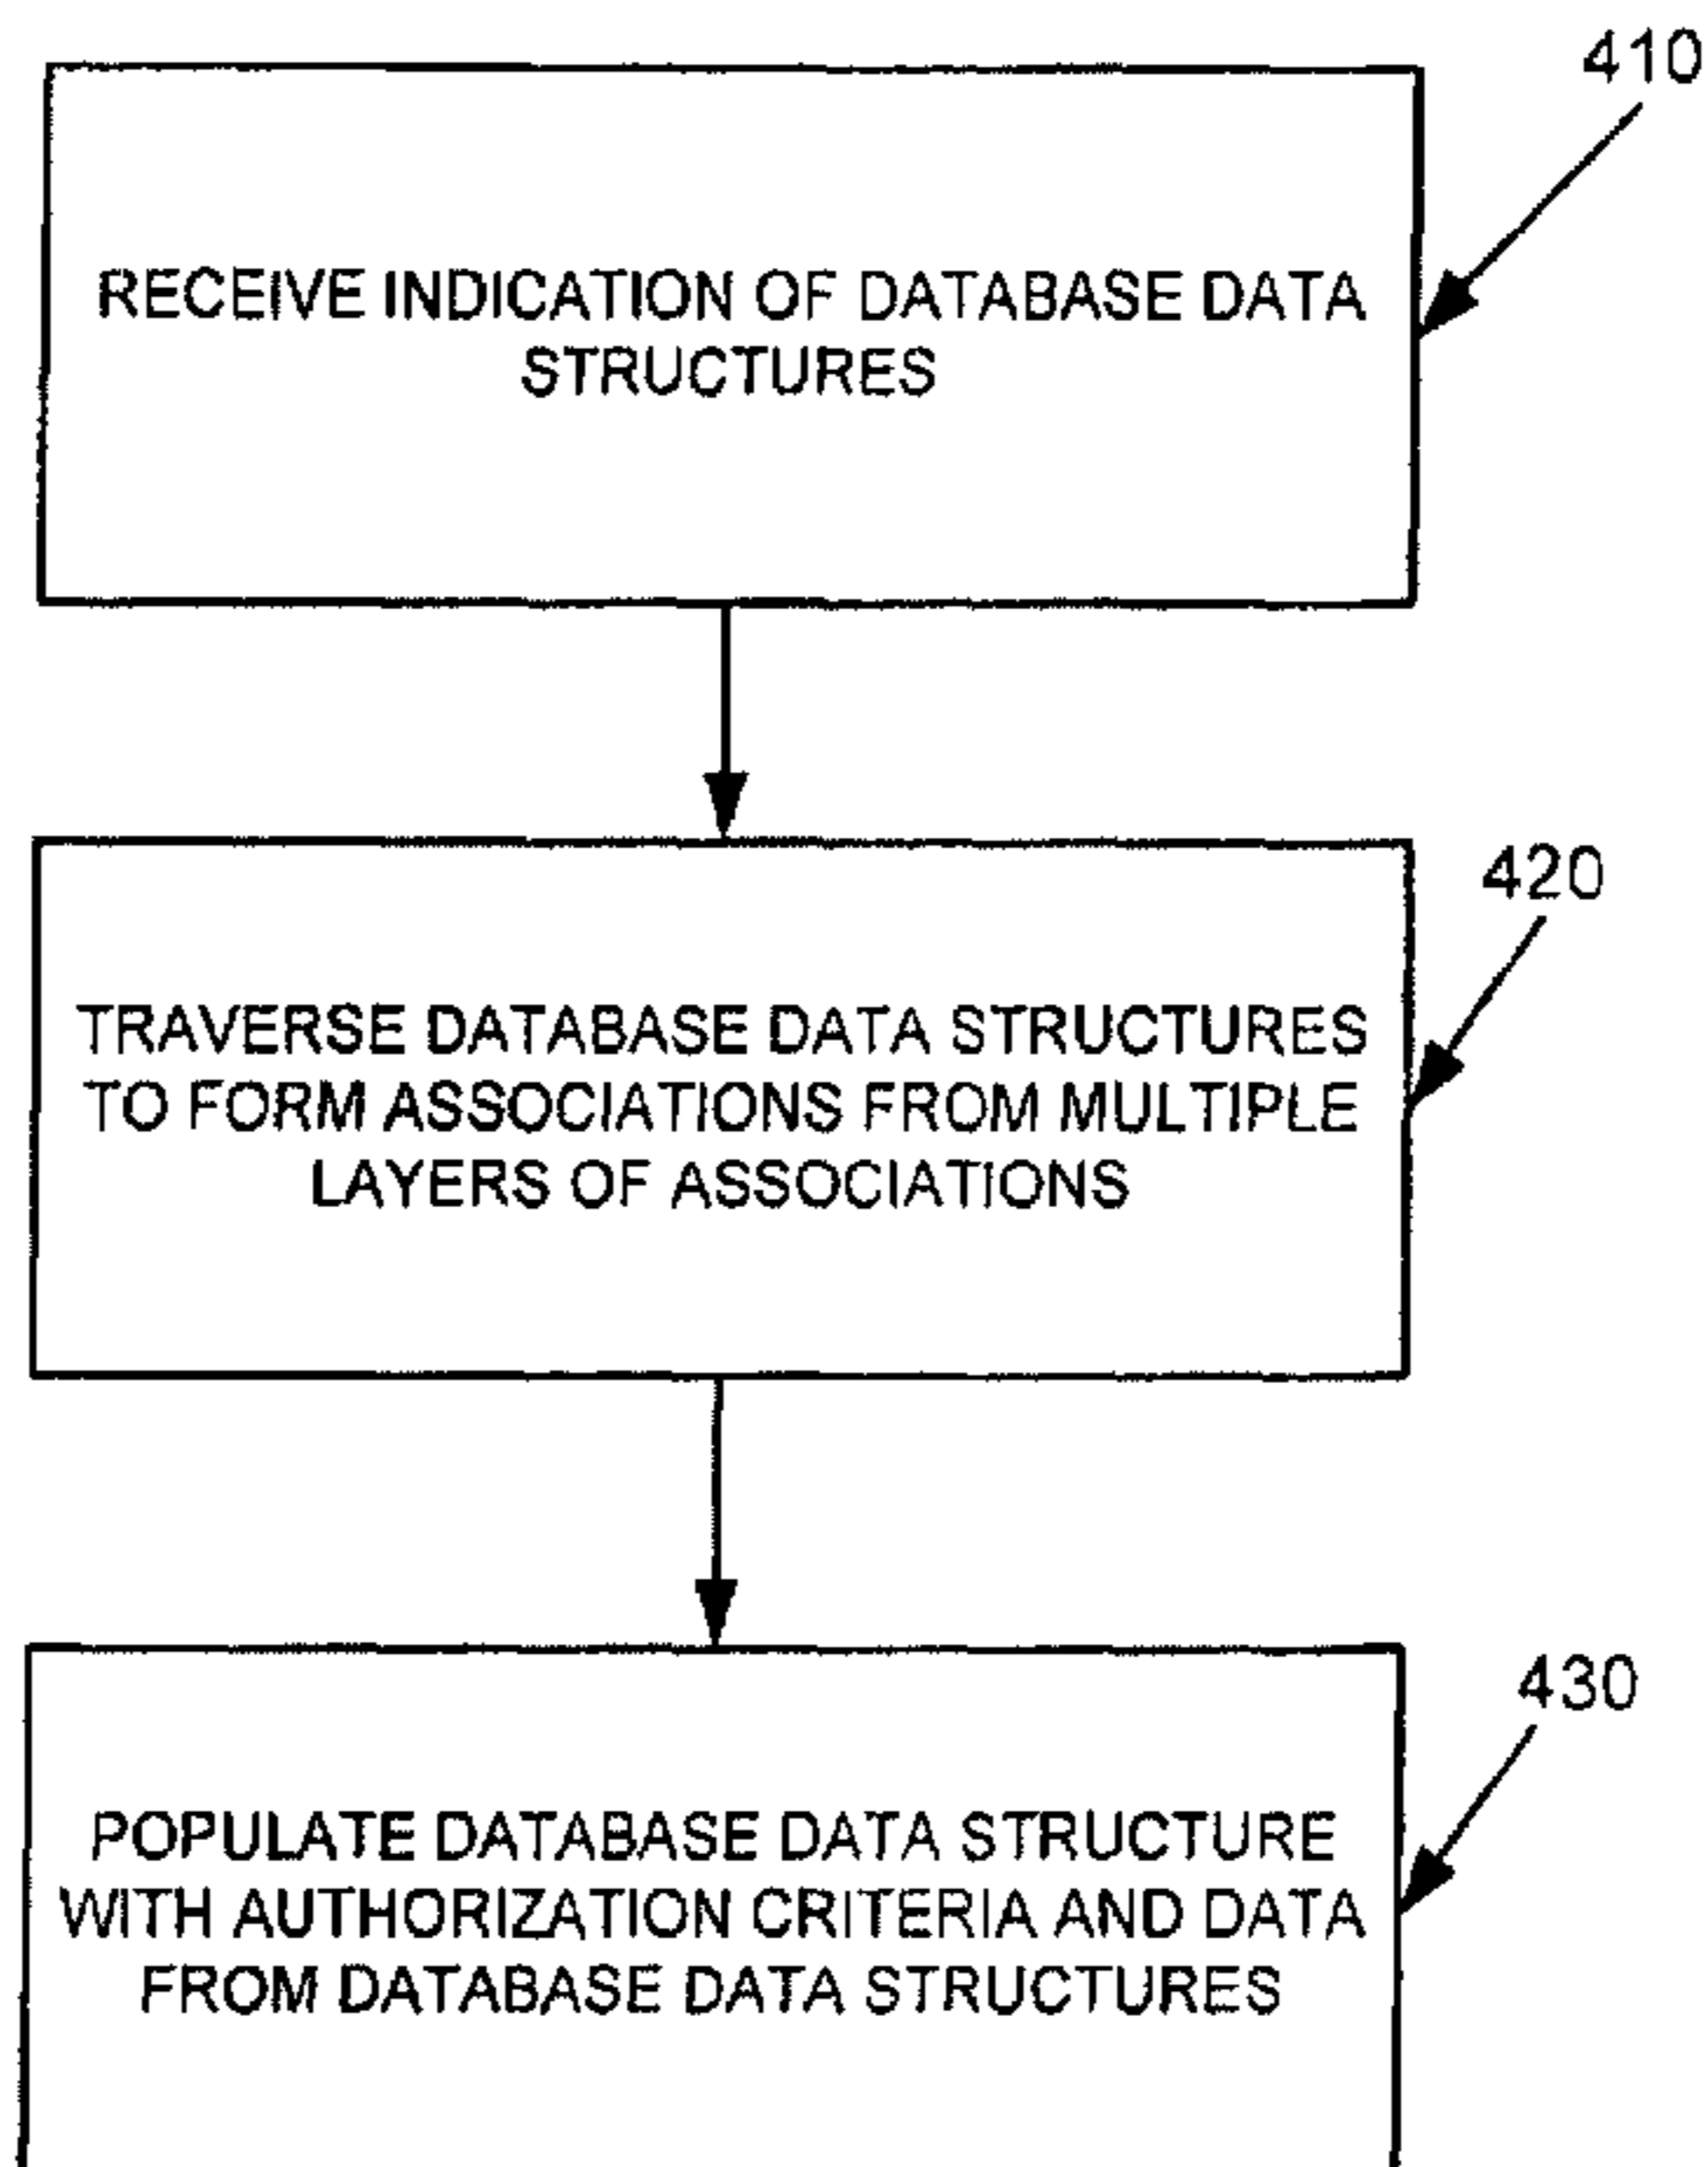 410
RECEIVE INDICATION OF DATABASE DATA
STRUCTURES
420
TRAVERSE DATABASE DATA STRUCTURES
TO FORM ASSOCIATIONS FROM MULTIPLE
LAYERS OF ASSOCIATIONS
430
POPULATE DATABASE DATA STRUCTURE
WITH AUTHORIZATION CRITERIA AND DATA
FROM DATABASE DATA STRUCTURES